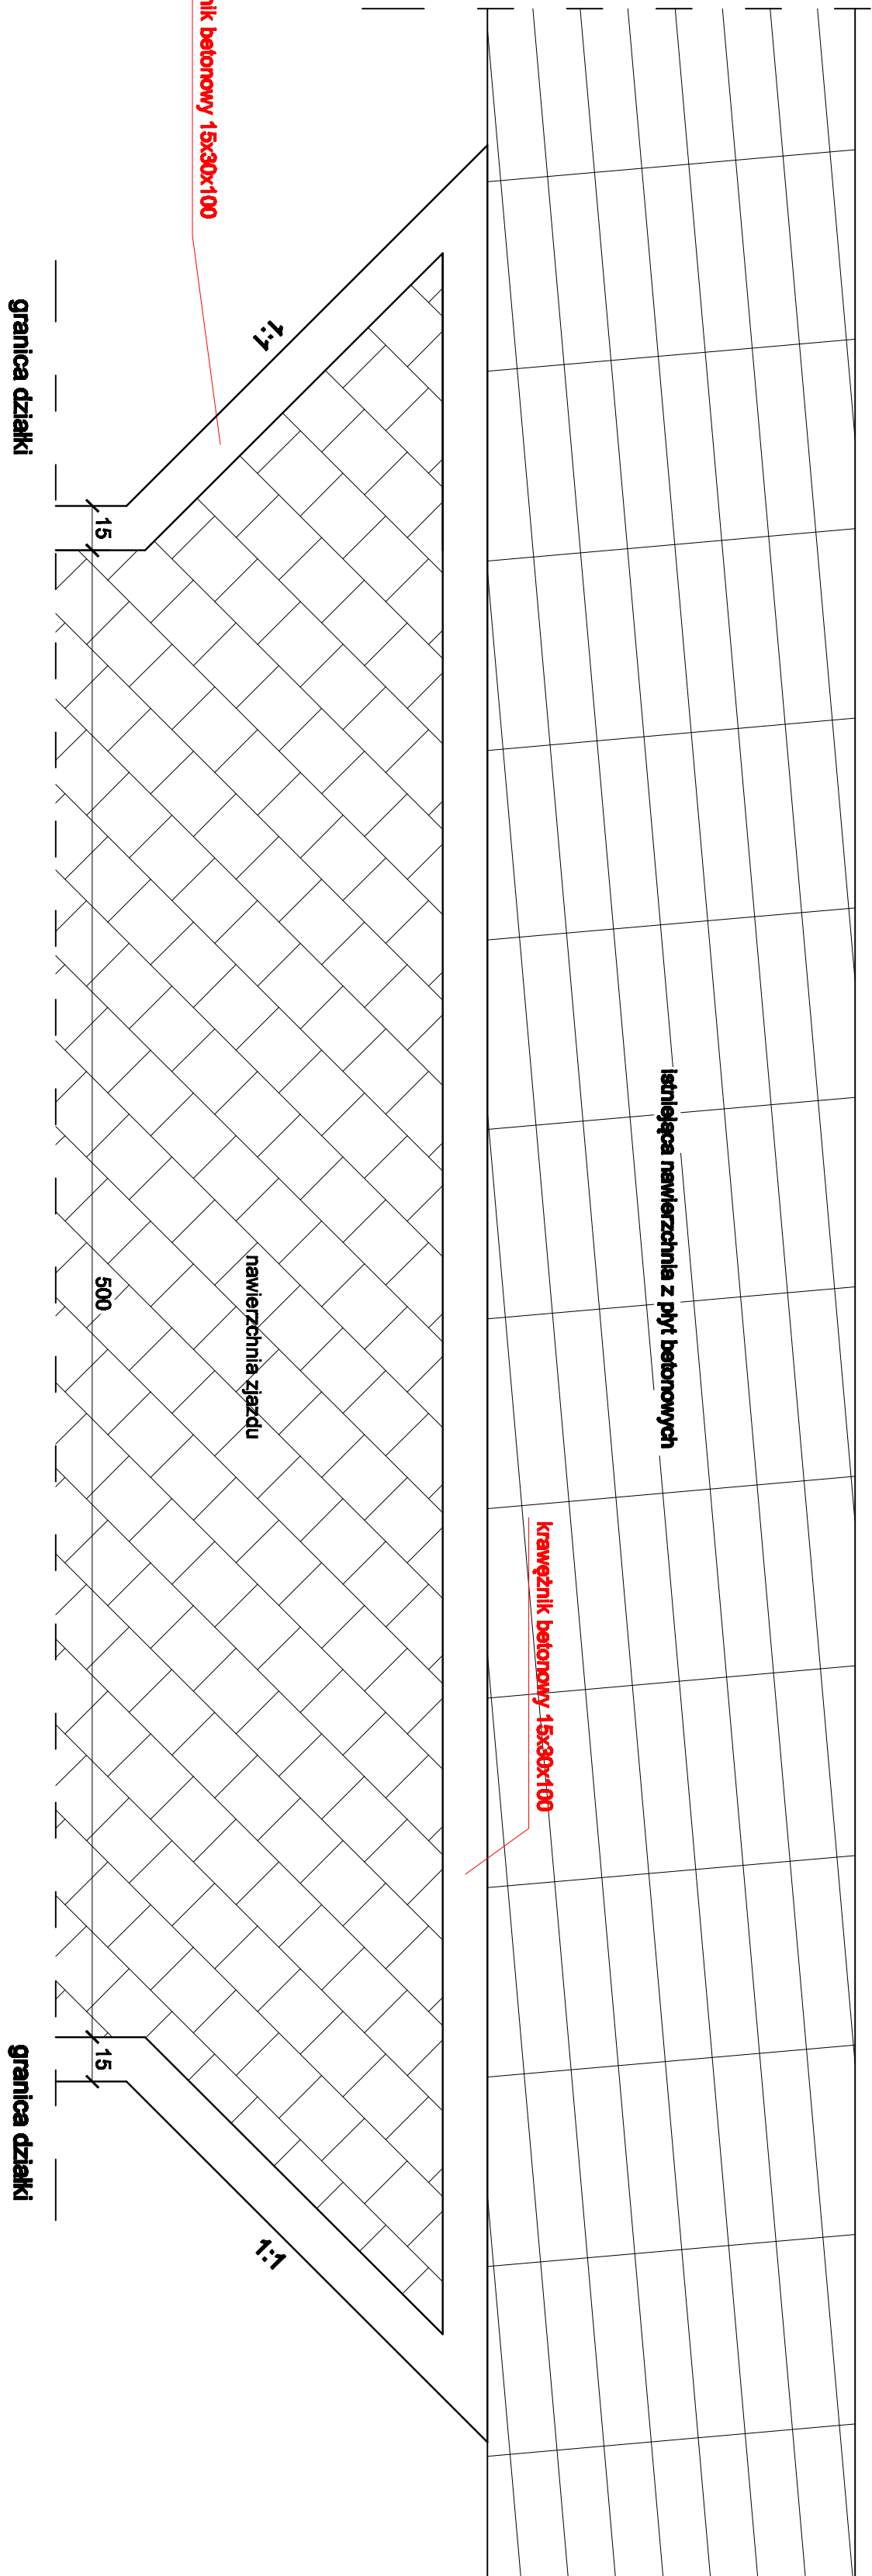 istniejąca nawierzchnia z płyt betonowych
krawężnik betonowy 15x30x100
1:1
nawierzchnia zjazdu
1:1
betonowy 15x30x100
15
500
15
granica działki
granica działki